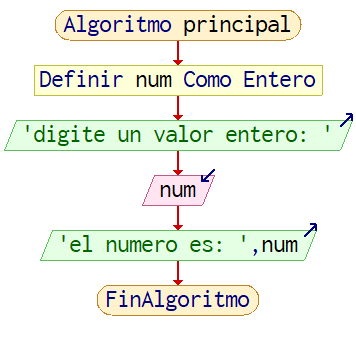 Algoritmo principal
Definir num Como Entero
'digite un valor entero: '
num
'el numero es: ',num
FinAlgoritmo